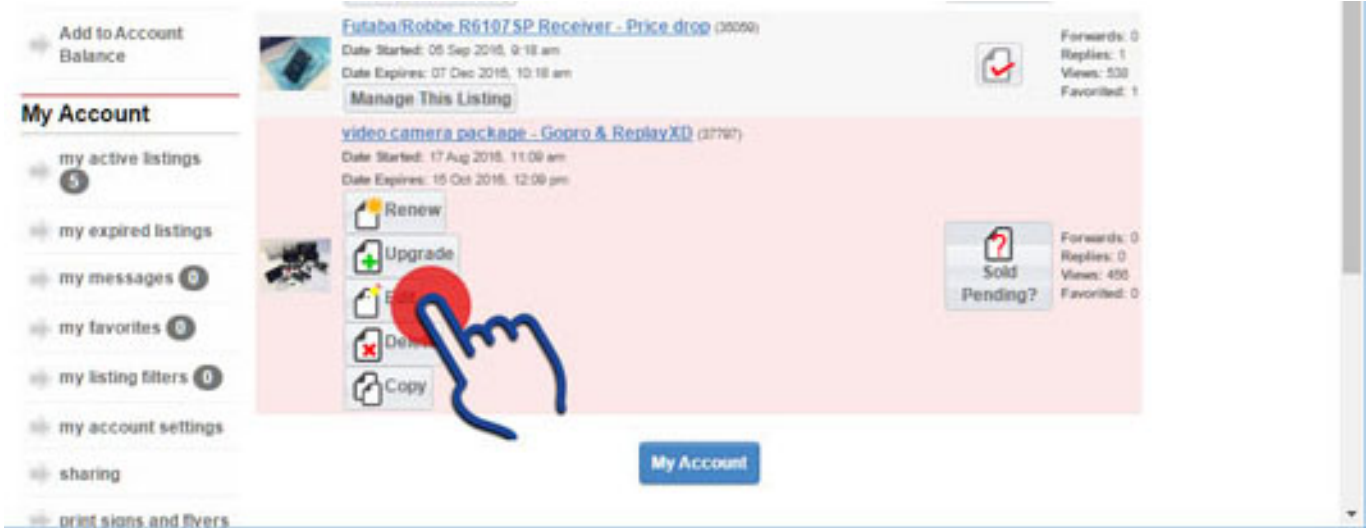 Add to Account
Balance
My Account
my active listings
5
my expired listings
my messages 0
my favorites 0
my listing filters 0
my account settings
sharing
print signs and flyers
Futaba/Robbe R6107SP Receiver - Price drop (35059)
Date Started: 05 Sep 2016, 9:18 am
Date Expires: 07 Dec 2016, 10:18 am
Manage This Listing
Forwards: 0
Replies: 1
Views: 538
Favorited: 1
video camera package - Gopro & ReplayXD (37797)
Date Started: 17 Aug 2016, 11:09 am
Date Expires: 15 Oct 2016, 12:09 pm
Renew
Upgrade
Edit
Delete
Copy
?
Sold
Pending?
Forwards: 0
Replies: 0
Views: 456
Favorited: 0
My Account